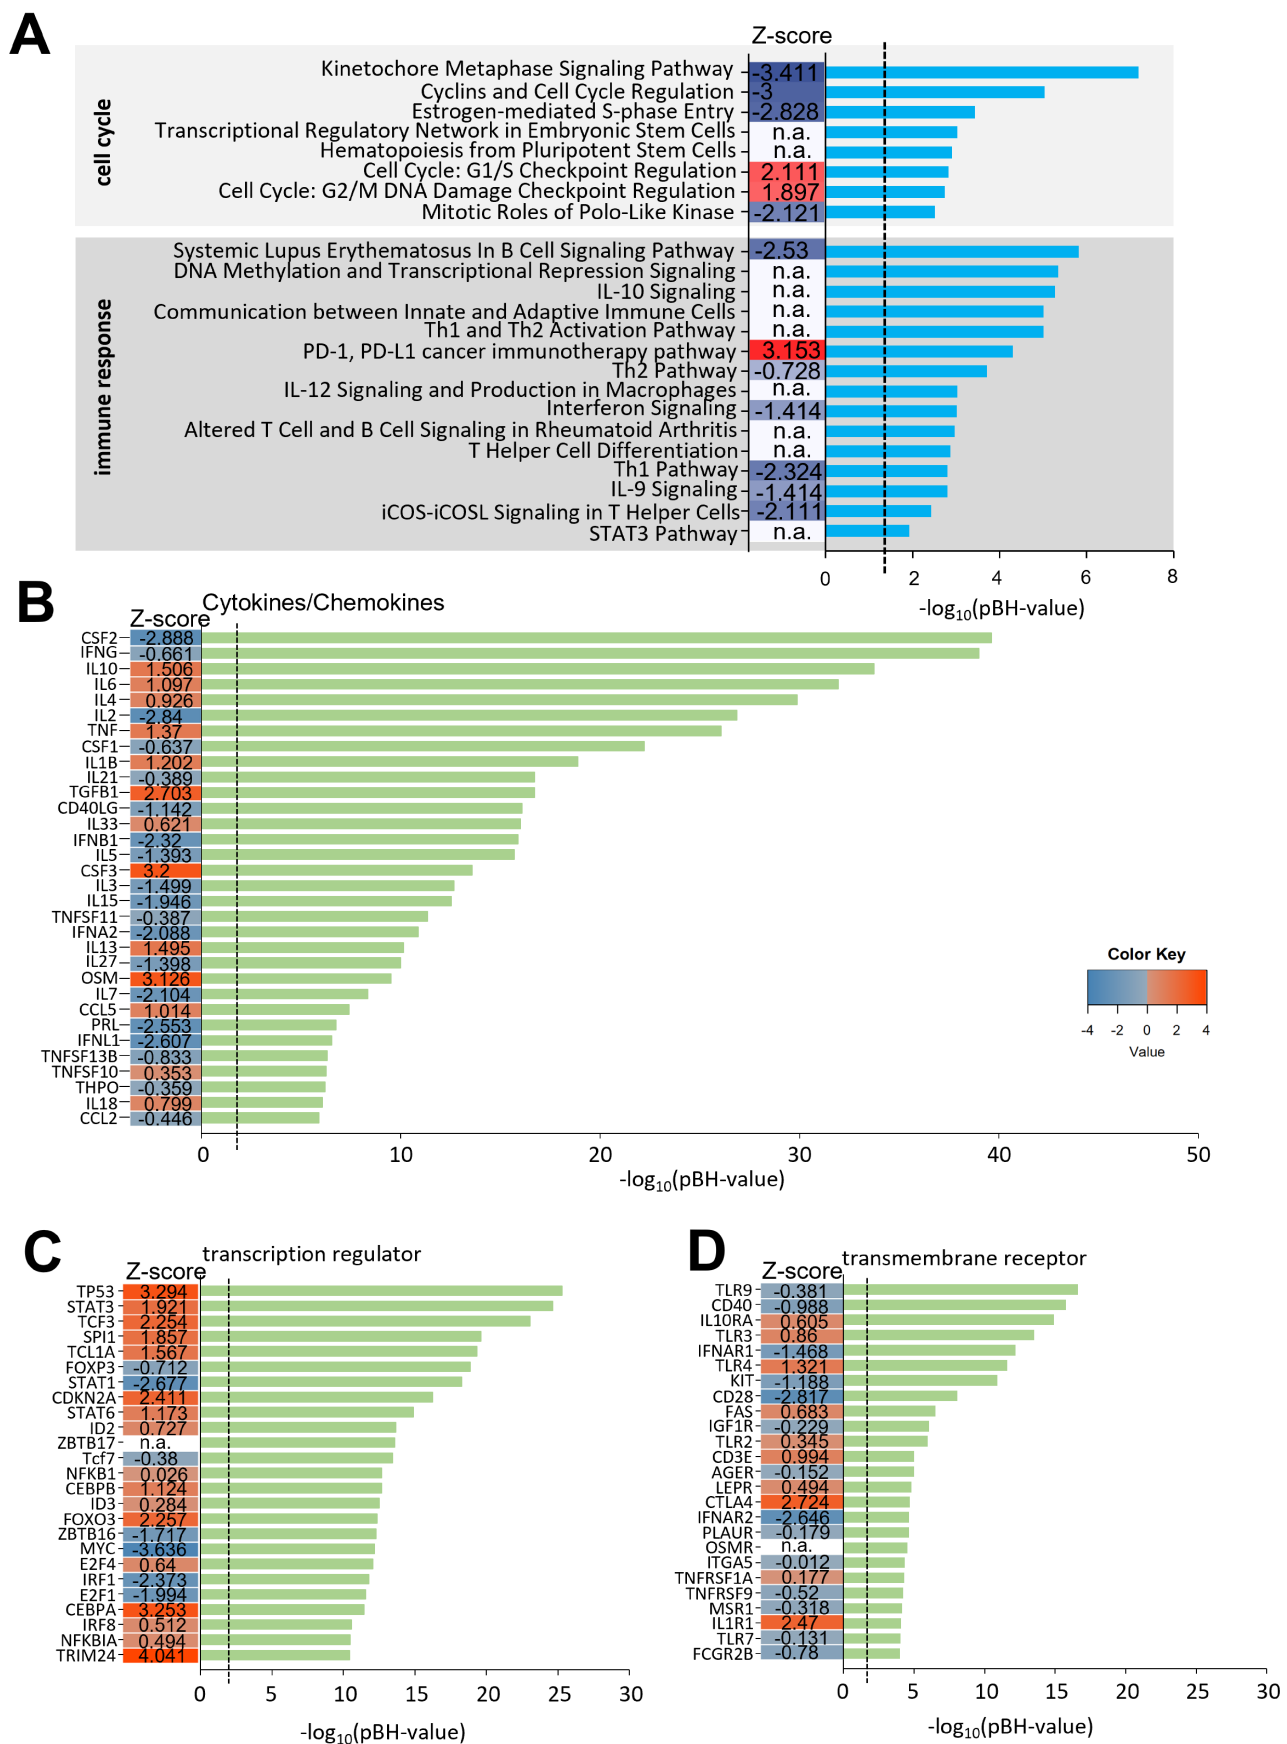 A
Z-score
cell cycle
Kinetochore Metaphase Signaling Pathway -3.411
Cyclins and Cell Cycle Regulation -3
Estrogen-mediated S-phase Entry -2.828
Transcriptional Regulatory Network in Embryonic Stem Cells n.a.
Hematopoiesis from Pluripotent Stem Cells n.a.
Cell Cycle: G1/S Checkpoint Regulation 2.111
Cell Cycle: G2/M DNA Damage Checkpoint Regulation 1.897
Mitotic Roles of Polo-Like Kinase -2.121
immune response
Systemic Lupus Erythematosus In B Cell Signaling Pathway -2.53
DNA Methylation and Transcriptional Repression Signaling n.a.
IL-10 Signaling n.a.
Communication between Innate and Adaptive Immune Cells n.a.
Th1 and Th2 Activation Pathway n.a.
PD-1, PD-L1 cancer immunotherapy pathway 3.153
Th2 Pathway -0.728
IL-12 Signaling and Production in Macrophages n.a.
Interferon Signaling -1.414
Altered T Cell and B Cell Signaling in Rheumatoid Arthritis n.a.
T Helper Cell Differentiation n.a.
Th1 Pathway -2.324
IL-9 Signaling -1.414
iCOS-iCOSL Signaling in T Helper Cells -2.111
STAT3 Pathway n.a.
0 2 4 6 8
-log10(pBH-value)
B
Cytokines/Chemokines
Z-score
CSF2 -2.888
IFNG -0.661
IL10 1.506
IL6 1.097
IL4 0.926
IL2 -2.84
TNF 1.37
CSF1 -0.637
IL1B 1.202
IL21 -0.389
TGFB1 2.703
CD40LG -1.142
IL33 0.621
IFNB1 -2.32
IL5 -1.393
CSF3 3.2
IL3 -1.499
IL15 -1.946
TNFSF11 -0.387
IFNA2 -2.088
IL13 1.495
IL27 -1.398
OSM 3.126
IL7 -2.104
CCL5 1.014
PRL -2.553
IFNL1 -2.607
TNFSF13B -0.833
TNFSF10 0.353
THPO -0.359
IL18 0.799
CCL2 -0.446
0 10 20 30 40 50
-log10(pBH-value)
Color Key
-4 -2 0 2 4
Value
C
transcription regulator
Z-score
TP53 3.294
STAT3 1.921
TCF3 2.254
SPI1 1.857
TCL1A 1.567
FOXP3 -0.712
STAT1 -2.677
CDKN2A 2.411
STAT6 1.173
ID2 0.727
ZBTB17 n.a.
Tcf7 -0.38
NFKB1 0.026
CEBPB 1.124
ID3 0.284
FOXO3 2.257
ZBTB16 -1.717
MYC -3.636
E2F4 0.64
IRF1 -2.373
E2F1 -1.994
CEBPA 3.253
IRF8 0.512
NFKBIA 0.494
TRIM24 4.041
0 5 10 15 20 25 30
-log10(pBH-value)
D
transmembrane receptor
Z-score
TLR9 -0.381
CD40 -0.988
IL10RA 0.605
TLR3 0.86
IFNAR1 -1.468
TLR4 1.321
KIT -1.188
CD28 -2.817
FAS 0.683
IGF1R -0.229
TLR2 0.345
CD3E 0.994
AGER -0.152
LEPR 0.494
CTLA4 2.724
IFNAR2 -2.646
PLAUR -0.179
OSMR n.a.
ITGA5 -0.012
TNFRSF1A 0.177
TNFRSF9 -0.52
MSR1 -0.318
IL1R1 2.47
TLR7 -0.131
FCGR2B -0.78
0 5 10 15 20 25 30
-log10(pBH-value)